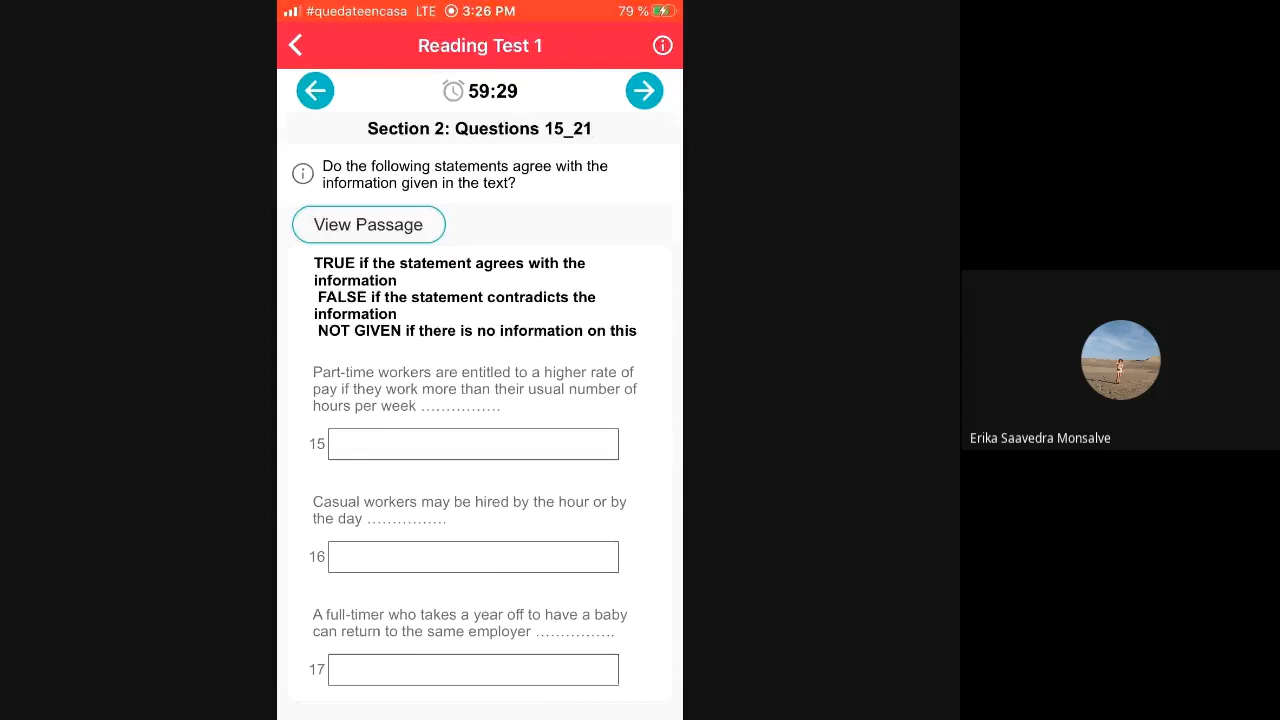 #quedateencasa LTE 3:26 PM 79 %
Reading Test 1
59:29
Section 2: Questions 15_21
Do the following statements agree with the
information given in the text?
View Passage
TRUE if the statement agrees with the
information
FALSE if the statement contradicts the
information
NOT GIVEN if there is no information on this
Part-time workers are entitled to a higher rate of
pay if they work more than their usual number of
hours per week ................
15
Casual workers may be hired by the hour or by
the day ................
16
A full-timer who takes a year off to have a baby
can return to the same employer ................
17
Erika Saavedra Monsalve